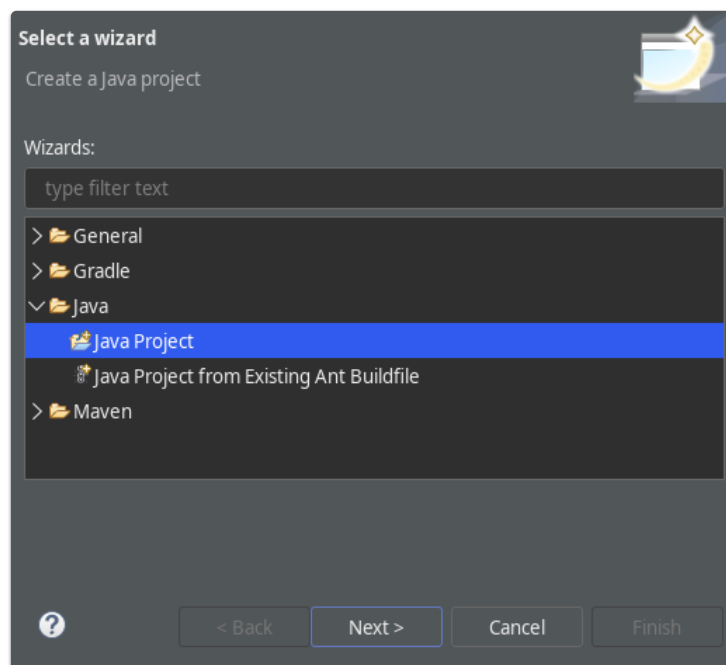 Select a wizard
Create a Java project
Wizards:
type filter text
General
Gradle
Java
Java Project
Java Project from Existing Ant Buildfile
Maven
? < Back Next > Cancel Finish